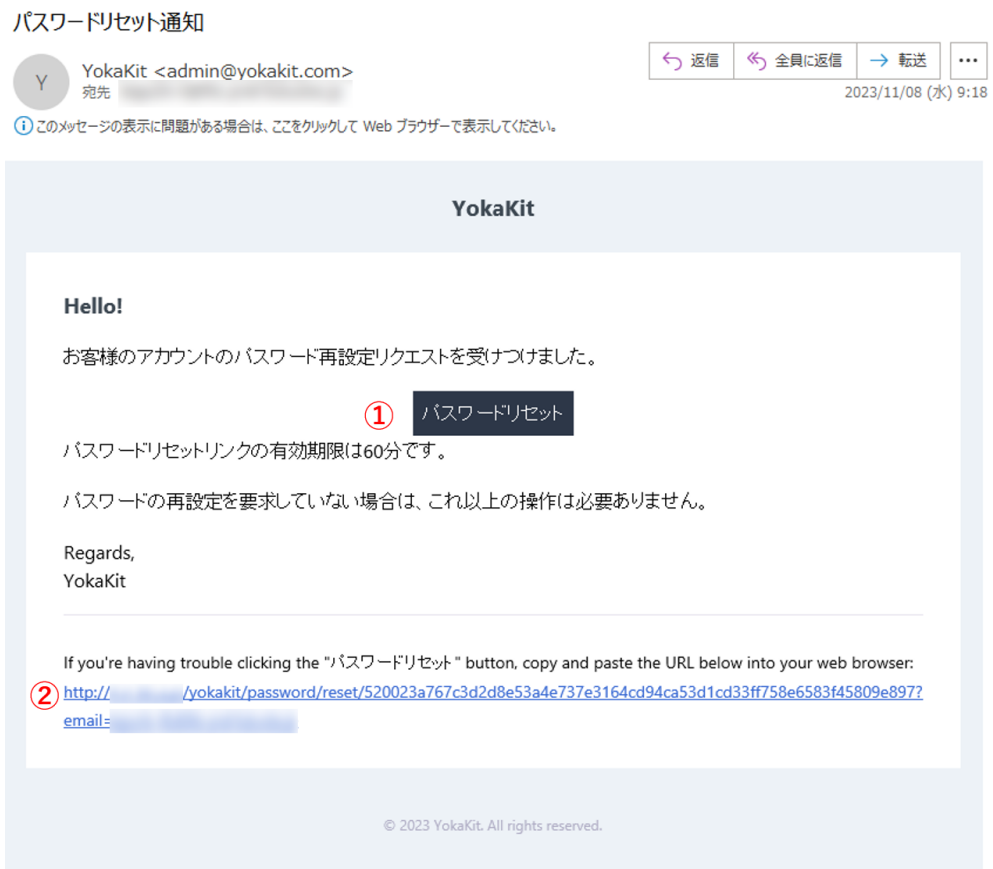 パスワードリセット通知
Y
YokaKit <admin@yokakit.com>
宛先
返信
全員に返信
転送
2023/11/08 (水) 9:18
このメッセージの表示に問題がある場合は、ここをクリックして Web ブラウザーで表示してください。
YokaKit
Hello!
お客様のアカウントのパスワード再設定リクエストを受けつけました。
① パスワードリセット
パスワードリセットリンクの有効期限は60分です。
パスワードの再設定を要求していない場合は、これ以上の操作は必要ありません。
Regards,
YokaKit
If you're having trouble clicking the "パスワードリセット" button, copy and paste the URL below into your web browser:
② http:// /yokakit/password/reset/520023a767c3d2d8e53a4e737e3164cd94ca53d1cd33ff758e6583f45809e897?
email=
© 2023 YokaKit. All rights reserved.